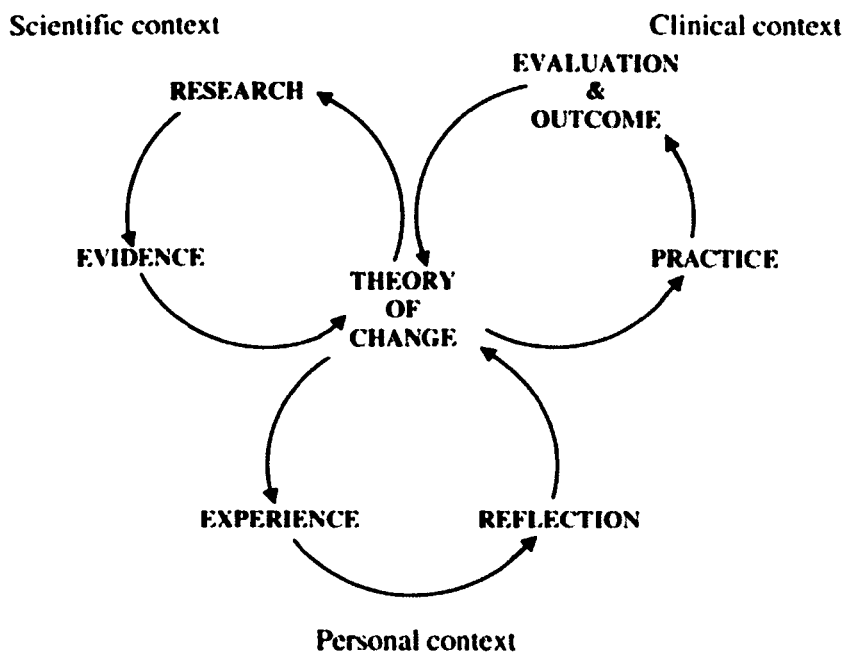 Scientific context
Clinical context
RESEARCH
EVALUATION
&
OUTCOME
EVIDENCE
PRACTICE
THEORY
OF
CHANGE
EXPERIENCE
REFLECTION
Personal context